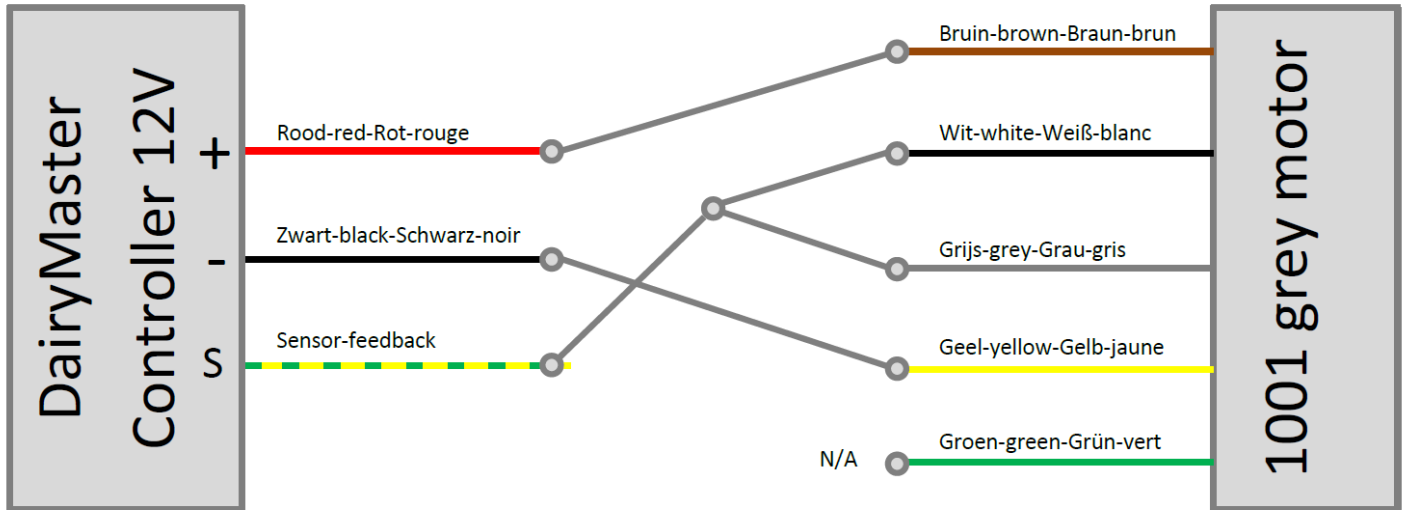 DairyMaster
Controller 12V
+
-
S
Rood-red-Rot-rouge
Zwart-black-Schwarz-noir
Sensor-feedback
Bruin-brown-Braun-brun
Wit-white-Weiß-blanc
Grijs-grey-Grau-gris
Geel-yellow-Gelb-jaune
N/A
Groen-green-Grün-vert
1001 grey motor